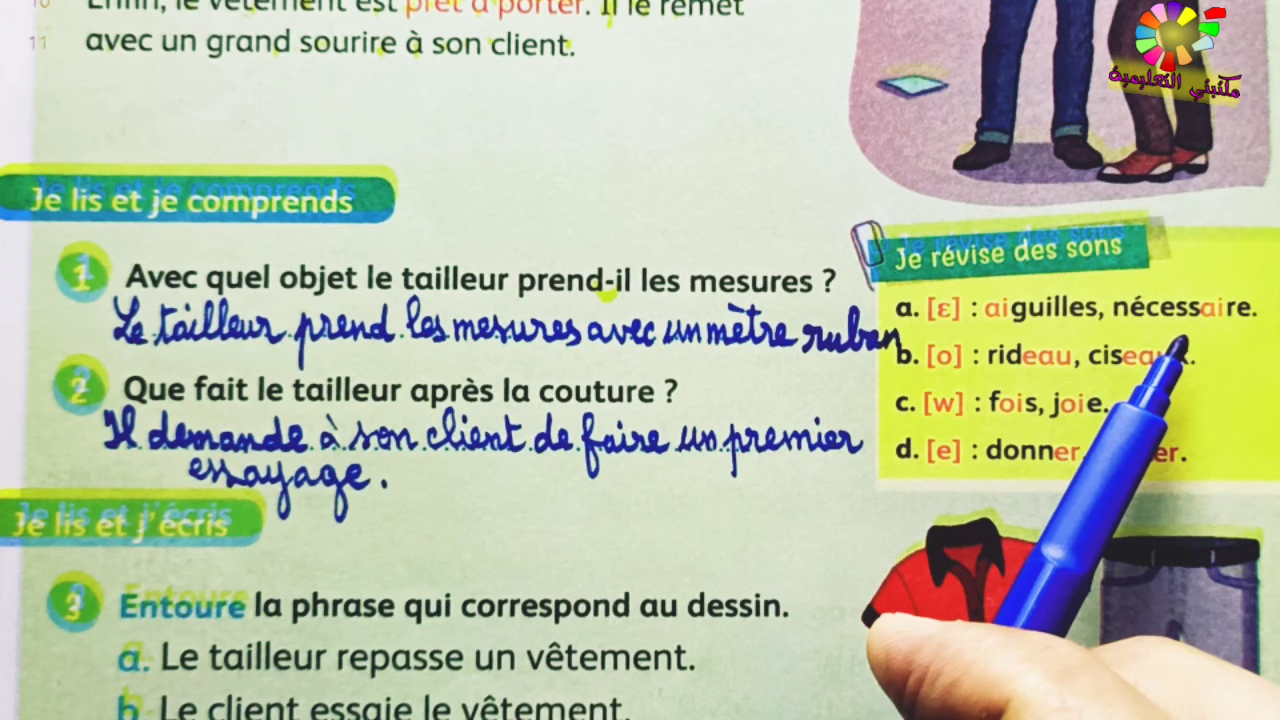 Enfin, le vêtement est prêt à porter. Il le remet
11 avec un grand sourire à son client.
مكتبتي التعليمية
Je lis et je comprends
1 Avec quel objet le tailleur prend-il les mesures ?
Le tailleur prend les mesures avec un mètre ruban
2 Que fait le tailleur après la couture ?
Il demande à son client de faire un premier
essayage.
Je révise des sons
a. [ɛ] : aiguilles, nécessaire.
b. [o] : rideau,
c. [w] : fois, joie.
d. [e] : donner,
Je lis et j'écris
3 Entoure la phrase qui correspond au dessin.
a. Le tailleur repasse un vêtement.
b. Le client essaie le vêtement.